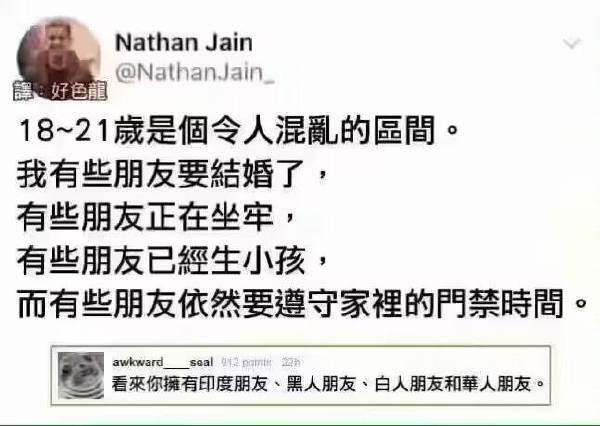 Nathan Jain
@NathanJain_
譯：好色龍
18~21歲是個令人混亂的區間。
我有些朋友要結婚了，
有些朋友正在坐牢，
有些朋友已經生小孩，
而有些朋友依然要遵守家裡的門禁時間。
awkward___seal 912 points 22h
看來你擁有印度朋友、黑人朋友、白人朋友和華人朋友。